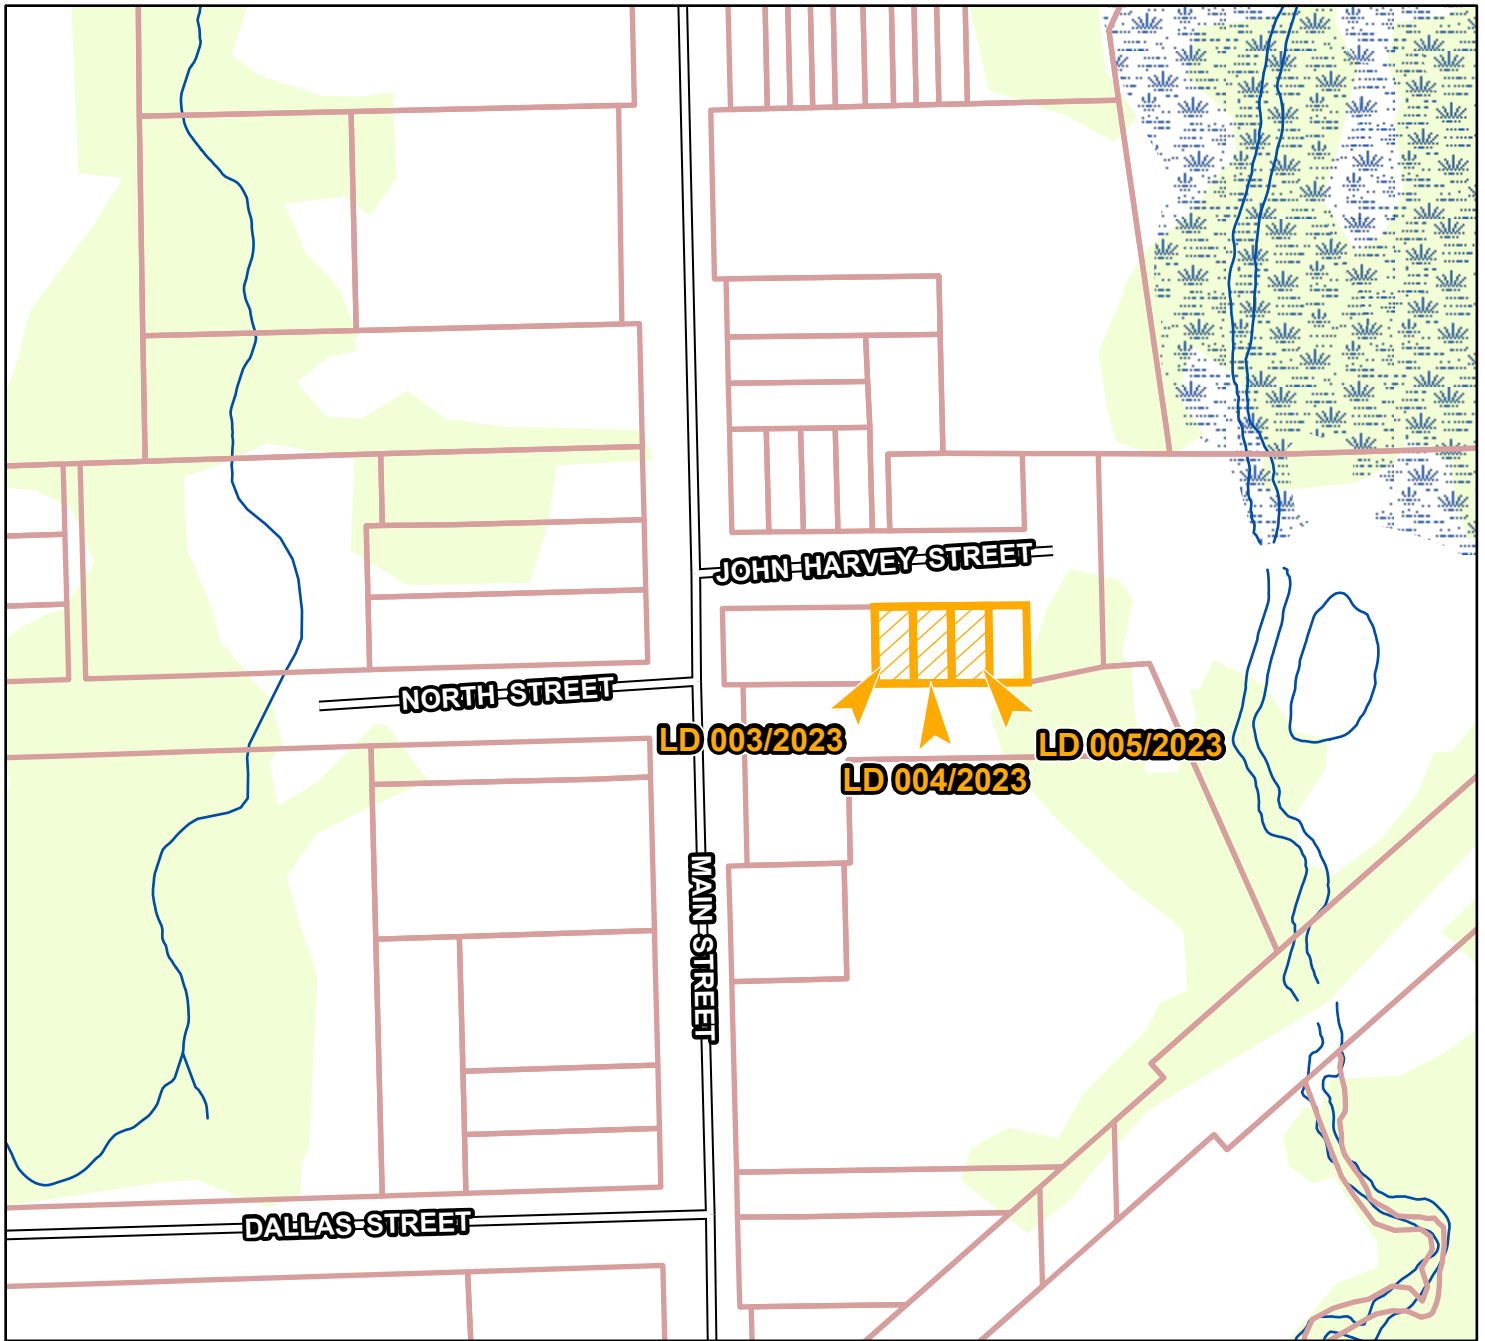 JOHN HARVEY STREET
NORTH STREET
LD 003/2023
LD 005/2023
LD 004/2023
MAIN STREET
DALLAS STREET